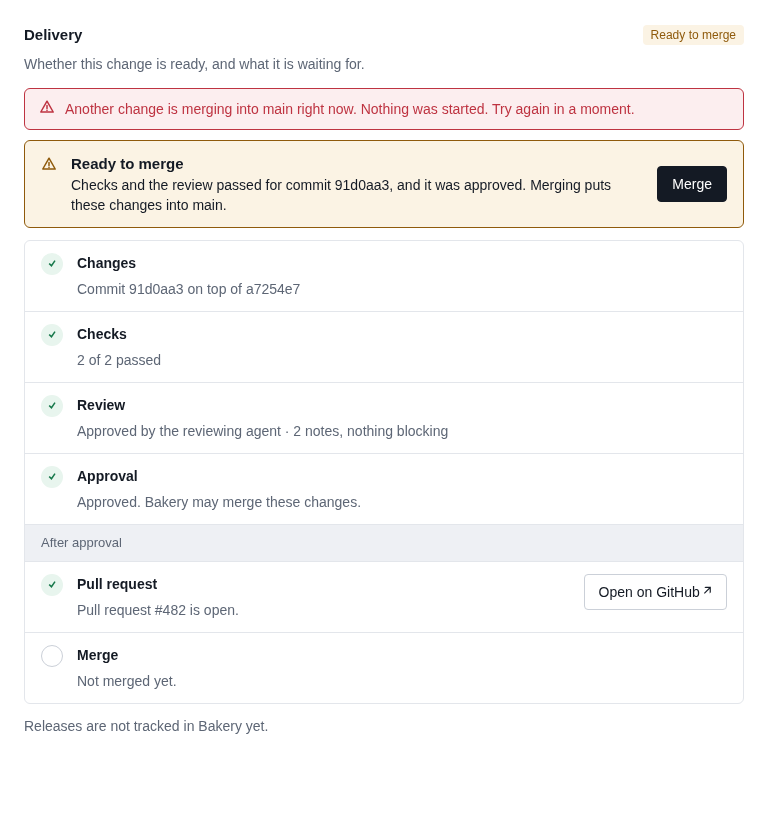 Delivery
Ready to merge
Whether this change is ready, and what it is waiting for.
Another change is merging into main right now. Nothing was started. Try again in a moment.
Ready to merge
Checks and the review passed for commit 91d0aa3, and it was approved. Merging puts
these changes into main.
Merge
Changes
Commit 91d0aa3 on top of a7254e7
Checks
2 of 2 passed
Review
Approved by the reviewing agent · 2 notes, nothing blocking
Approval
Approved. Bakery may merge these changes.
After approval
Pull request
Pull request #482 is open.
Open on GitHub
Merge
Not merged yet.
Releases are not tracked in Bakery yet.